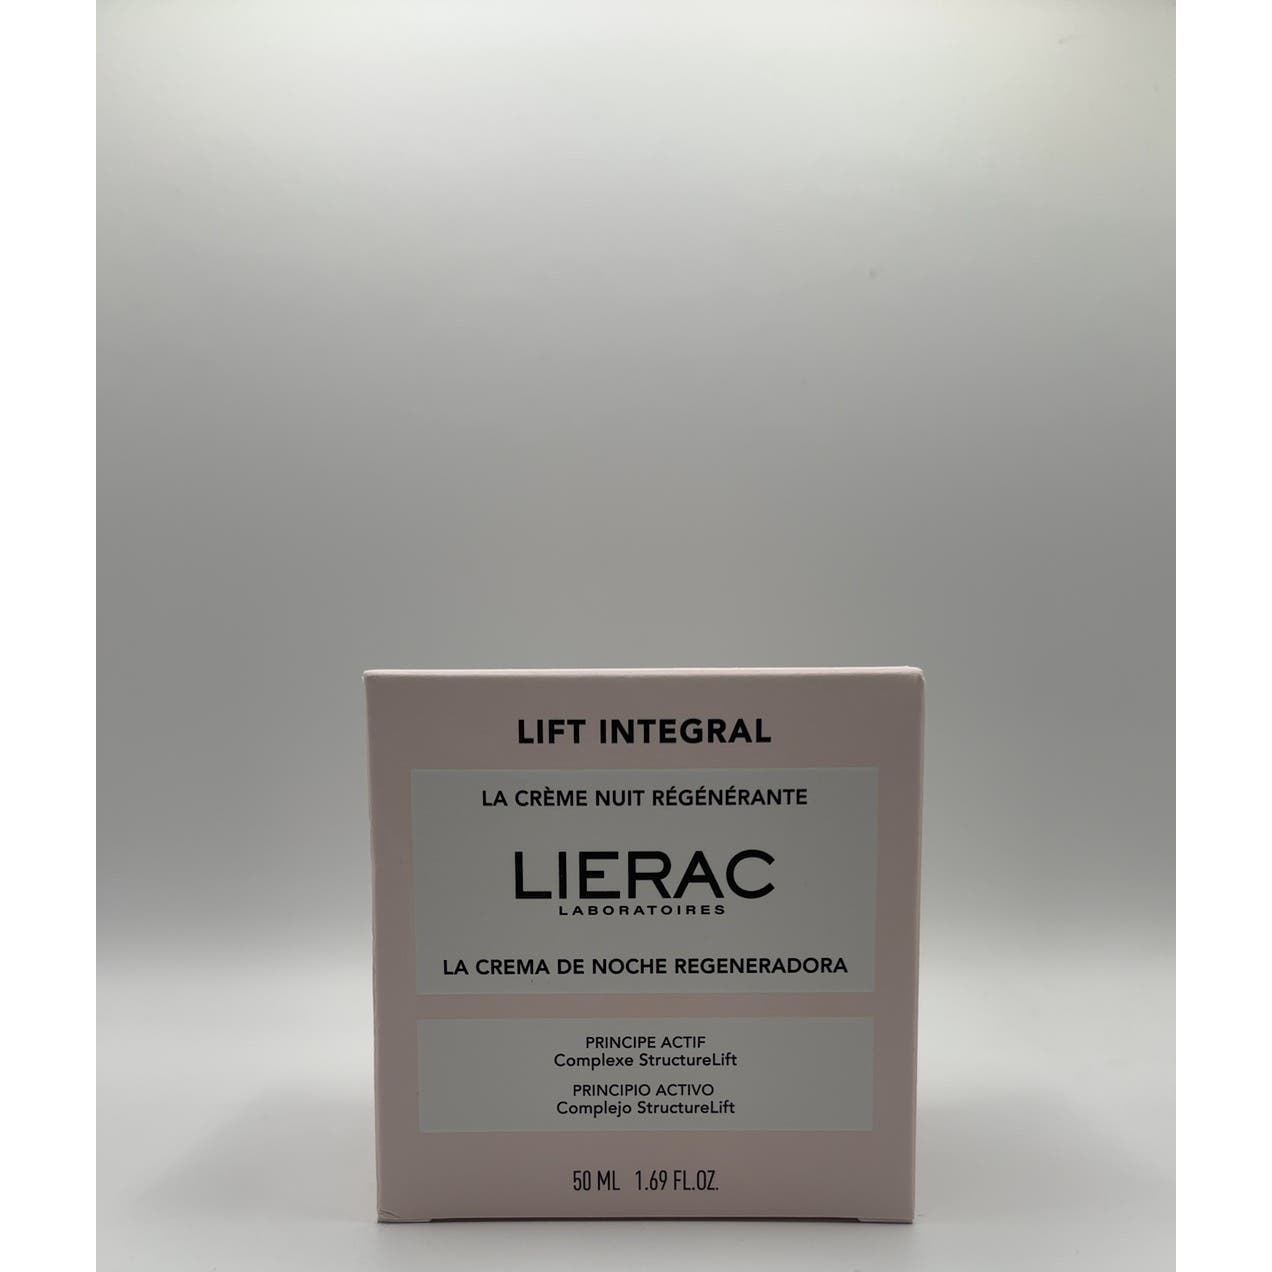 LIFT INTEGRAL
LA CRÈME NUIT RÉGÉNÉRANTE
LIERAC
LABORATOIRES
LA CREMA DE NOCHE REGENERADORA
PRINCIPE ACTIF
Complexe StructureLift
PRINCIPIO ACTIVO
Complejo StructureLift
50 ML 1.69 FL.OZ.